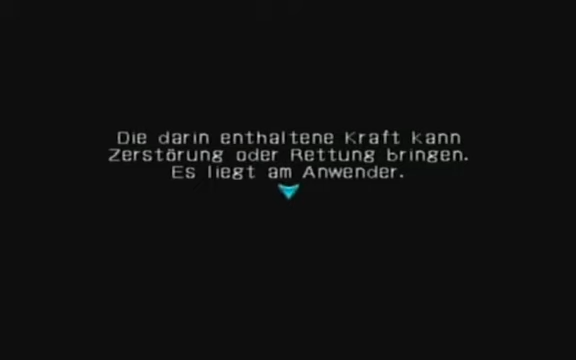 Die darin enthaltene Kraft kann
Zerstörung oder Rettung bringen.
Es liegt am Anwender.